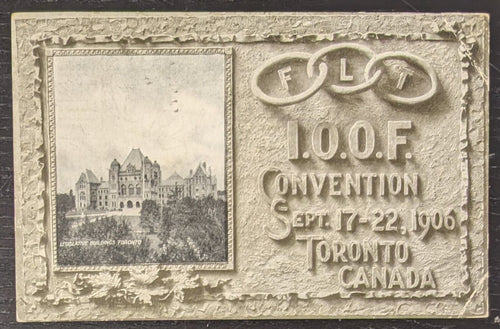 F L T
I.O.O.F.
CONVENTION
SEPT. 17-22, 1906
TORONTO
CANADA
LEGISLATIVE BUILDINGS TORONTO